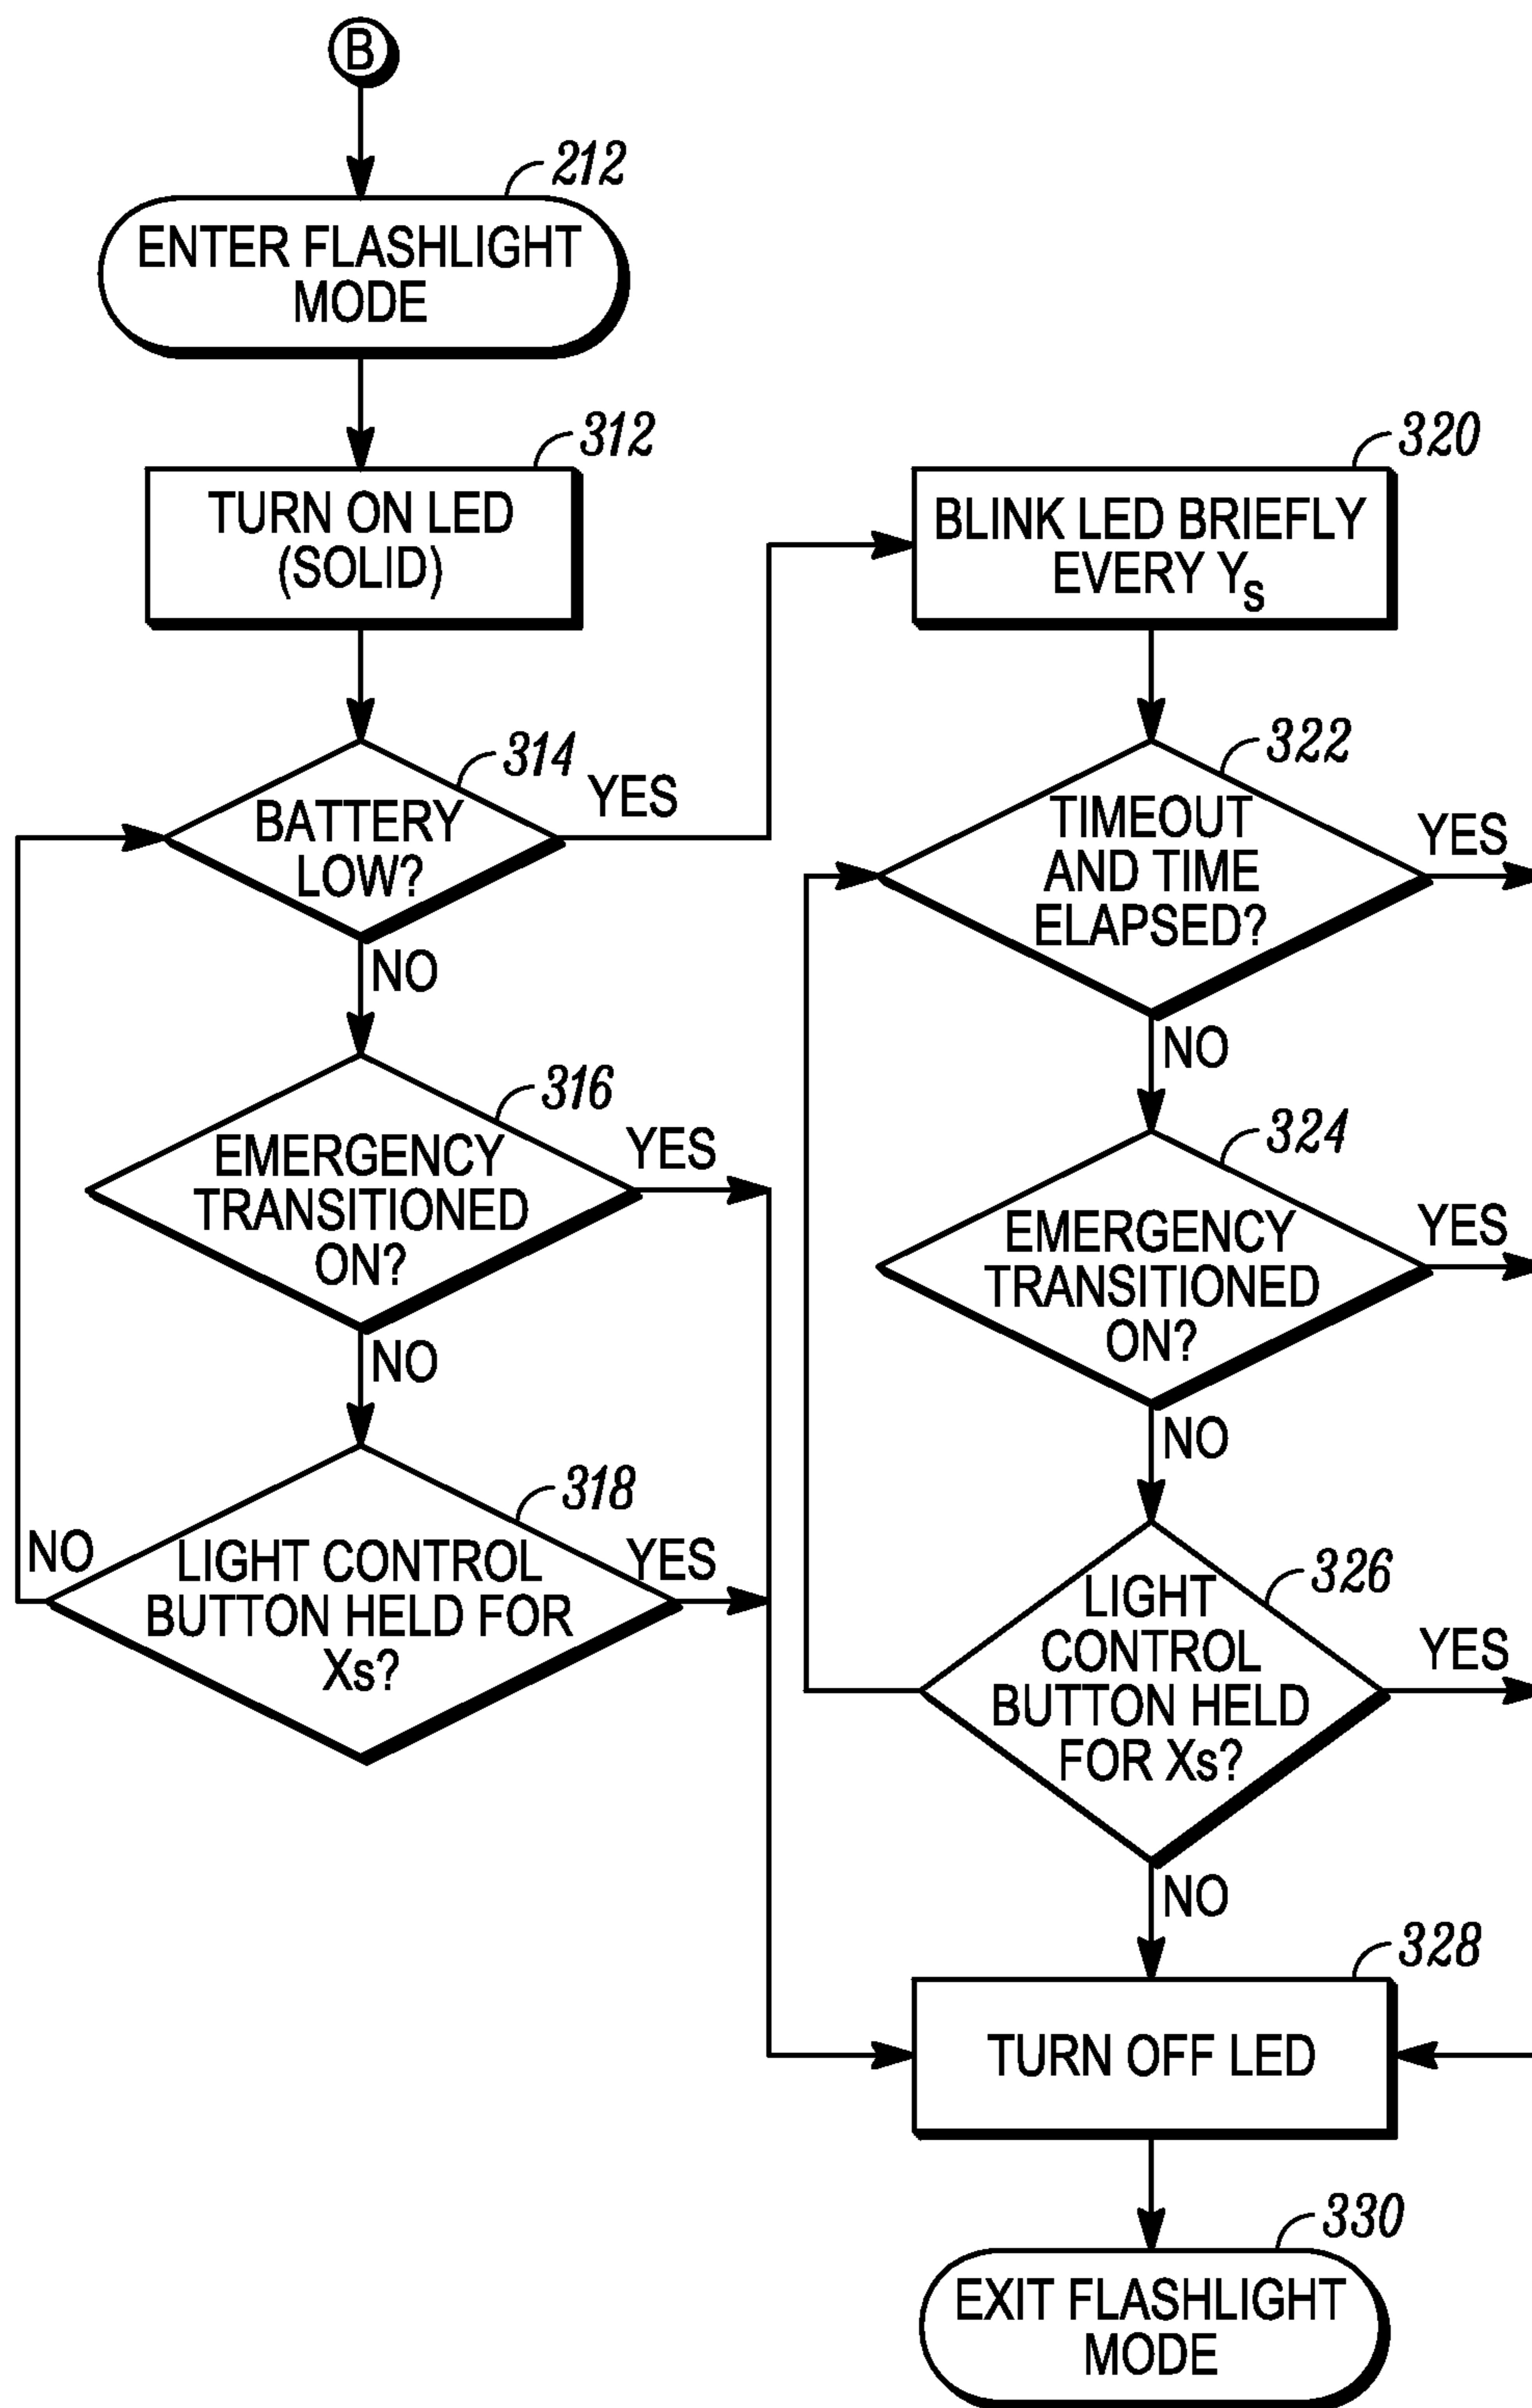 B
212
ENTER FLASHLIGHT
MODE
312
TURN ON LED
(SOLID)
314
BATTERY
LOW?
YES
NO
316
EMERGENCY
TRANSITIONED
ON?
YES
NO
318
LIGHT CONTROL
BUTTON HELD FOR
Xs?
NO
YES
320
BLINK LED BRIEFLY
EVERY Ys
322
TIMEOUT
AND TIME
ELAPSED?
YES
NO
324
EMERGENCY
TRANSITIONED
ON?
YES
NO
326
LIGHT
CONTROL
BUTTON HELD
FOR Xs?
YES
NO
328
TURN OFF LED
330
EXIT FLASHLIGHT
MODE